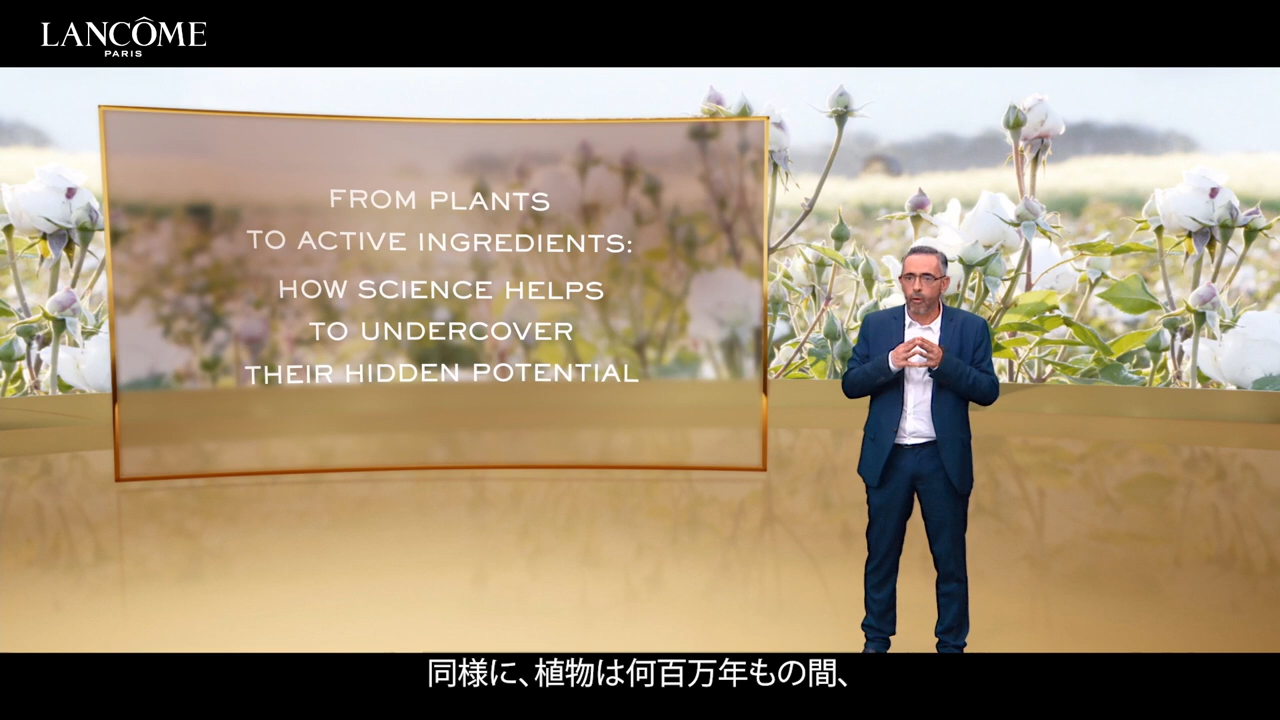 LANCÔME
PARIS
FROM PLANTS
TO ACTIVE INGREDIENTS:
HOW SCIENCE HELPS
TO UNDERCOVER
THEIR HIDDEN POTENTIAL
同様に、植物は何百万年もの間、